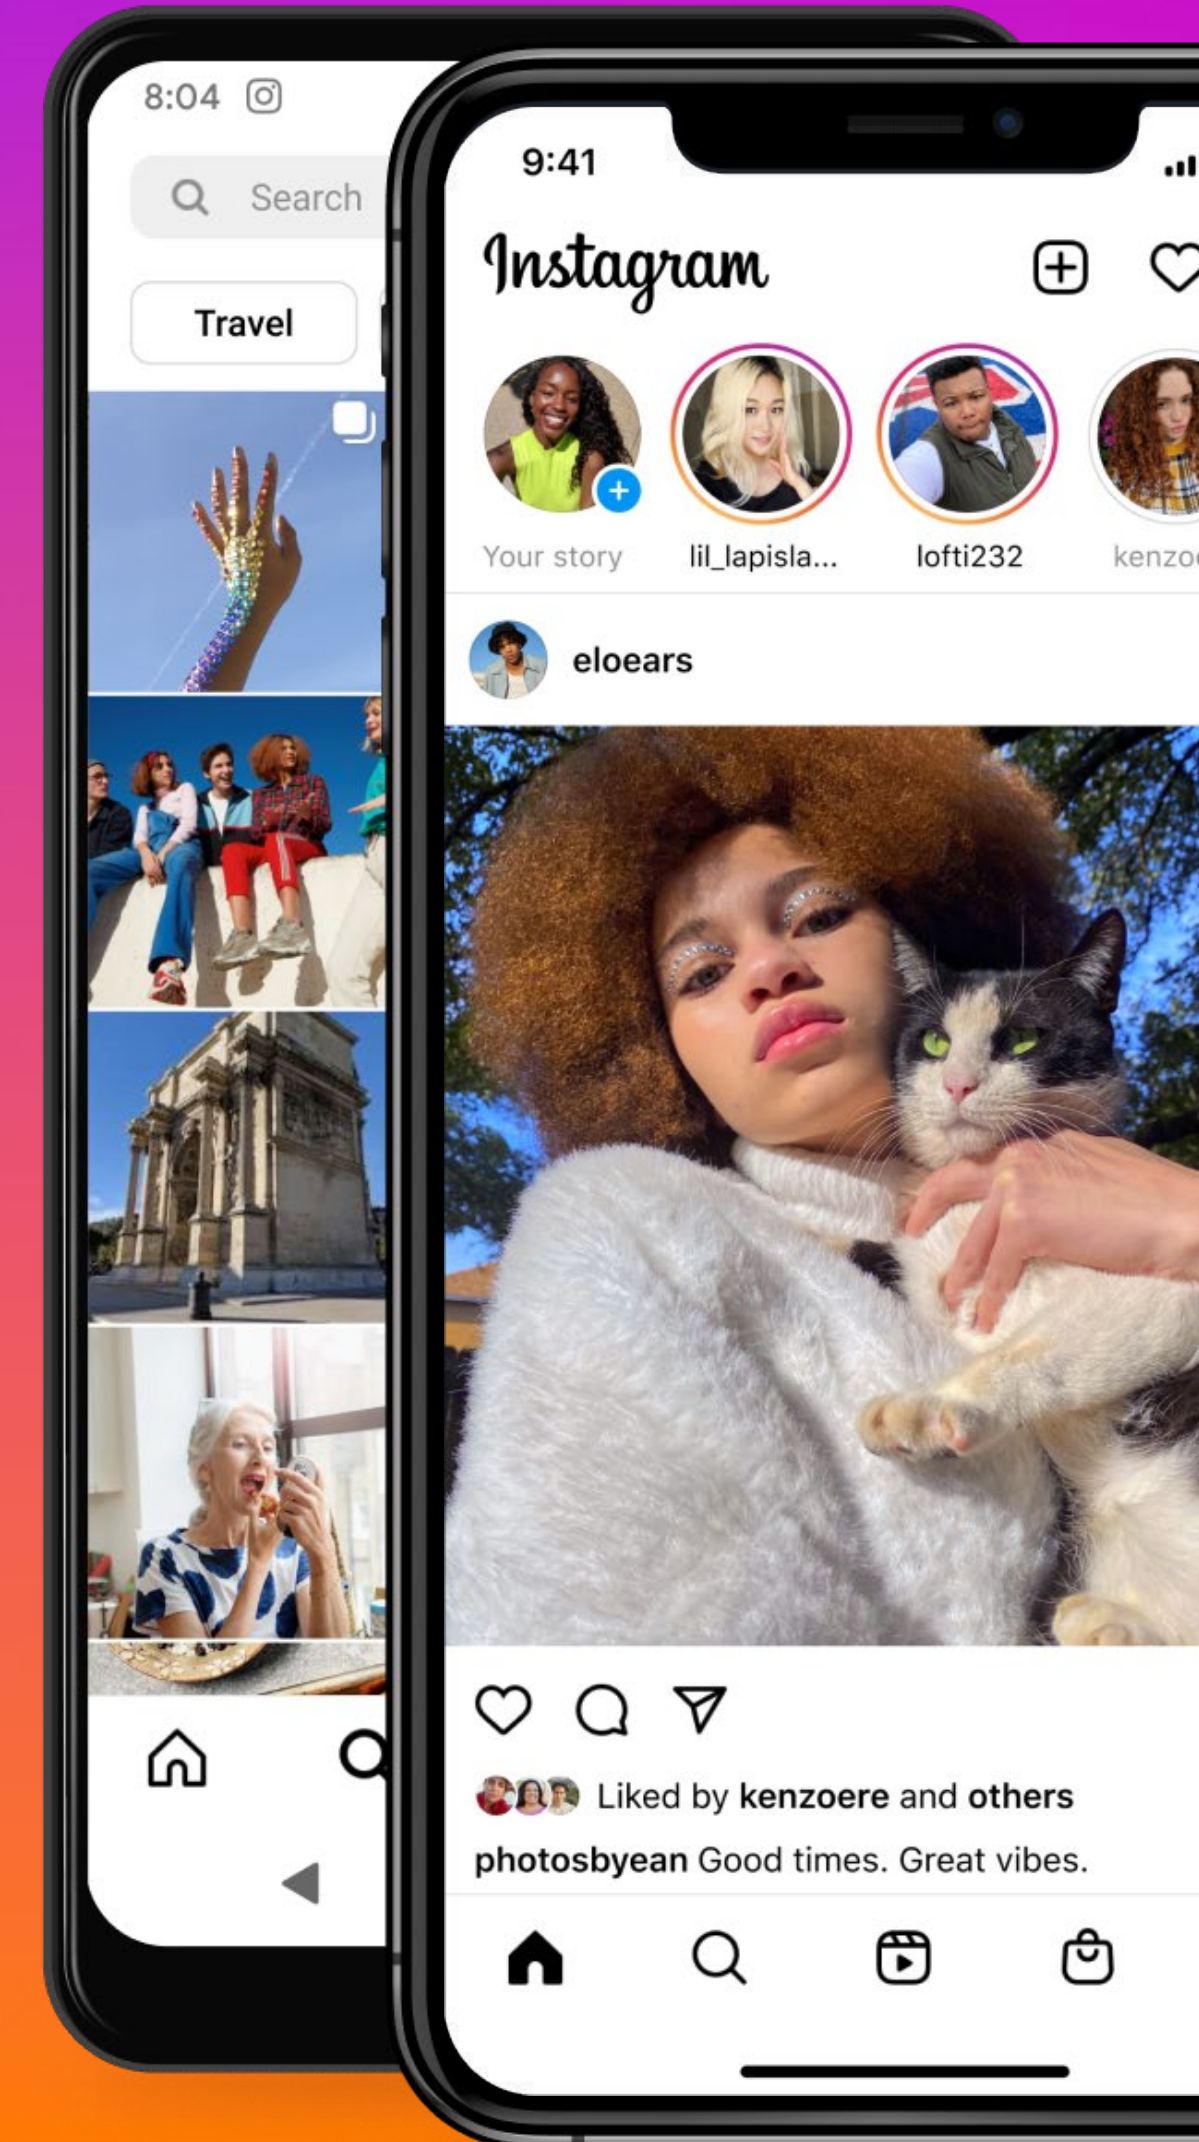 8:04
Search
Travel
9:41
Instagram
Your story
lil_lapisla...
lofti232
kenzo
eloears
Liked by kenzoere and others
photosbyean Good times. Great vibes.